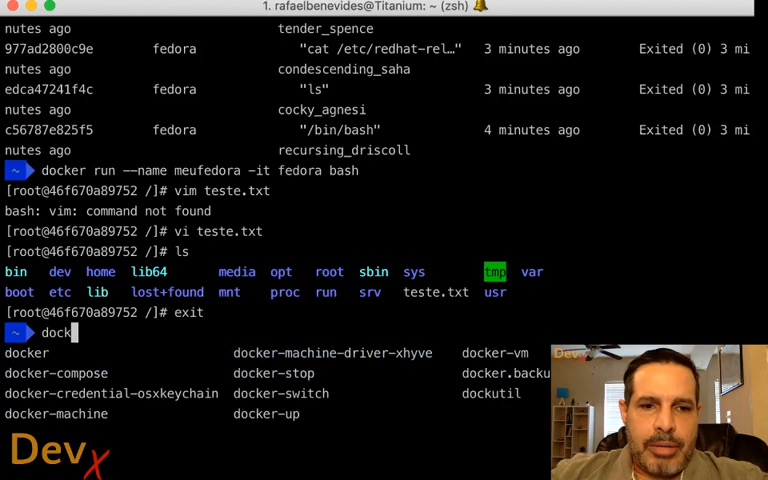 1. rafaelbenevides@Titanium: ~ (zsh)
nutes ago tender_spence
977ad2800c9e fedora "cat /etc/redhat-rel…" 3 minutes ago Exited (0) 3 mi
nutes ago condescending_saha
edca47241f4c fedora "ls" 3 minutes ago Exited (0) 3 mi
nutes ago cocky_agnesi
c56787e825f5 fedora "/bin/bash" 4 minutes ago Exited (0) 3 mi
nutes ago recursing_driscoll
~ docker run --name meufedora -it fedora bash
[root@46f670a89752 /]# vim teste.txt
bash: vim: command not found
[root@46f670a89752 /]# vi teste.txt
[root@46f670a89752 /]# ls
bin dev home lib64 media opt root sbin sys tmp var
boot etc lib lost+found mnt proc run srv teste.txt usr
[root@46f670a89752 /]# exit
~ dock
docker docker-machine-driver-xhyve docker-vm
docker-compose docker-stop docker.backu
docker-credential-osxkeychain docker-switch dockutil
docker-machine docker-up
Dev
DevX